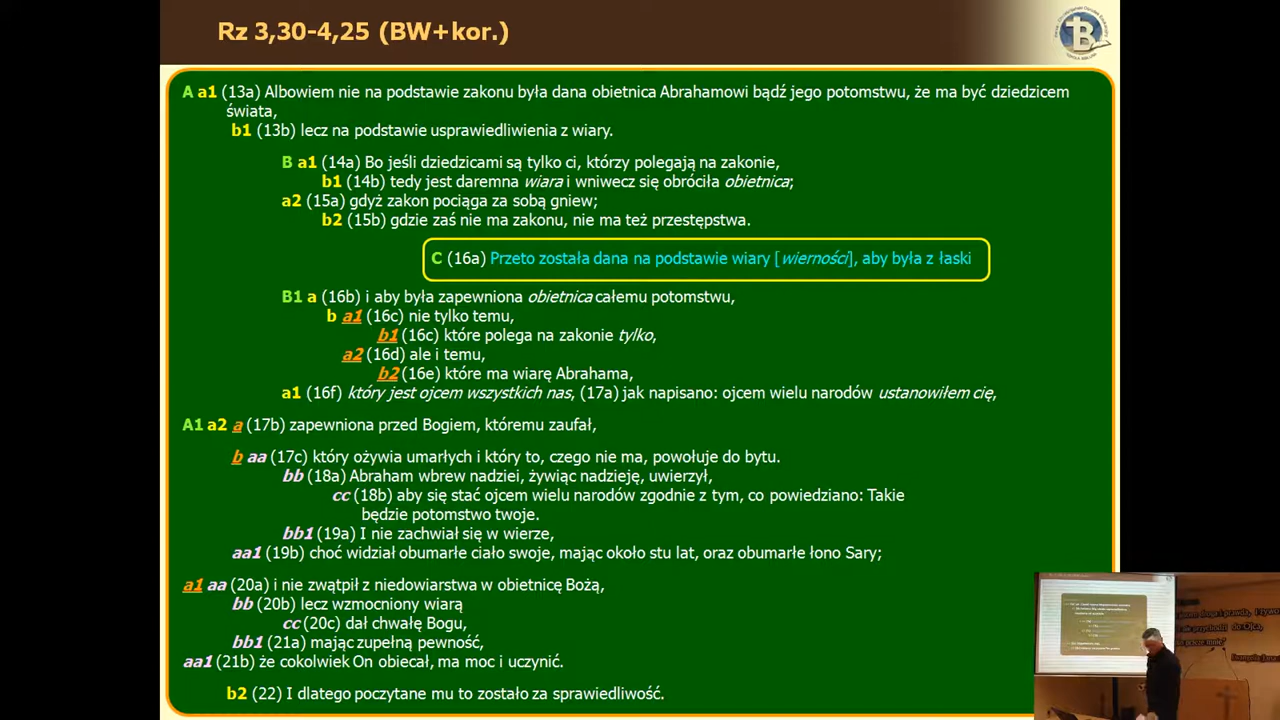 Rz 3,30-4,25 (BW+kor.)
A a1 (13a) Albowiem nie na podstawie zakonu była dana obietnica Abrahamowi bądź jego potomstwu, że ma być dziedzicem
świata,
b1 (13b) lecz na podstawie usprawiedliwienia z wiary.
B a1 (14a) Bo jeśli dziedzicami są tylko ci, którzy polegają na zakonie,
b1 (14b) tedy jest daremna wiara i wniwecz się obróciła obietnica;
a2 (15a) gdyż zakon pociąga za sobą gniew;
b2 (15b) gdzie zaś nie ma zakonu, nie ma też przestępstwa.
C (16a) Przeto została dana na podstawie wiary [wierności], aby była z łaski
B1 a (16b) i aby była zapewniona obietnica całemu potomstwu,
b a1 (16c) nie tylko temu,
b1 (16c) które polega na zakonie tylko,
a2 (16d) ale i temu,
b2 (16e) które ma wiarę Abrahama,
a1 (16f) który jest ojcem wszystkich nas, (17a) jak napisano: ojcem wielu narodów ustanowiłem cię,
A1 a2 a (17b) zapewniona przed Bogiem, któremu zaufał,
b aa (17c) który ożywia umarłych i który to, czego nie ma, powołuje do bytu.
bb (18a) Abraham wbrew nadziei, żywiąc nadzieję, uwierzył,
cc (18b) aby się stać ojcem wielu narodów zgodnie z tym, co powiedziano: Takie
będzie potomstwo twoje.
bb1 (19a) I nie zachwiał się w wierze,
aa1 (19b) choć widział obumarłe ciało swoje, mając około stu lat, oraz obumarłe łono Sary;
a1 aa (20a) i nie zwątpił z niedowiarstwa w obietnicę Bożą,
bb (20b) lecz wzmocniony wiarą
cc (20c) dał chwałę Bogu,
bb1 (21a) mając zupełną pewność,
aa1 (21b) że cokolwiek On obiecał, ma moc i uczynić.
b2 (22) I dlatego poczytane mu to zostało za sprawiedliwość.